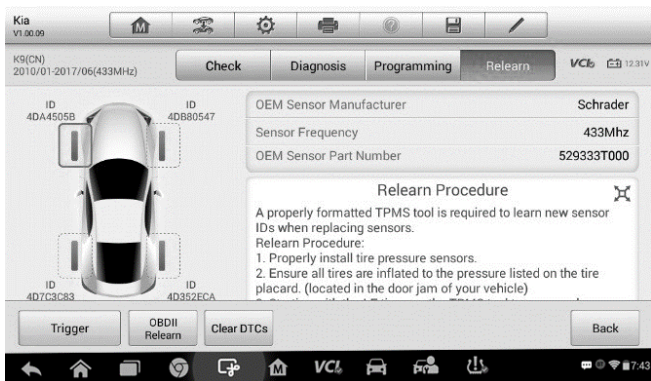 Kia
V1.00.09
K9(CN)
2010/01-2017/06(433MHz)
Check
Diagnosis
Programming
Relearn
VCI
12.31V
ID
4DA4505B
ID
4DB80547
ID
4D7C3C83
ID
4D352ECA
OEM Sensor Manufacturer
Schrader
Sensor Frequency
433Mhz
OEM Sensor Part Number
529333T000
Relearn Procedure
A properly formatted TPMS tool is required to learn new sensor
IDs when replacing sensors.
Relearn Procedure:
1. Properly install tire pressure sensors.
2. Ensure all tires are inflated to the pressure listed on the tire
placard. (located in the door jam of your vehicle)
Trigger
OBDII
Relearn
Clear DTCs
Back
VCI
7:43